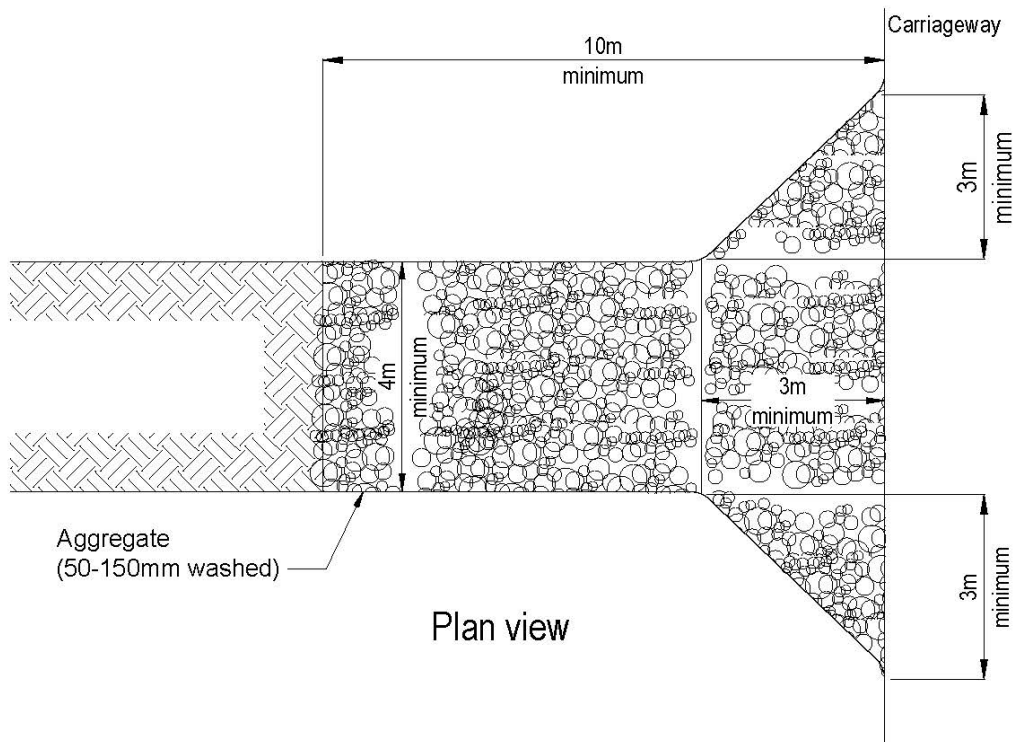 Carriageway
10m
minimum
3m
minimum
4m
minimum
3m
minimum
Aggregate
(50-150mm washed)
3m
minimum
Plan view